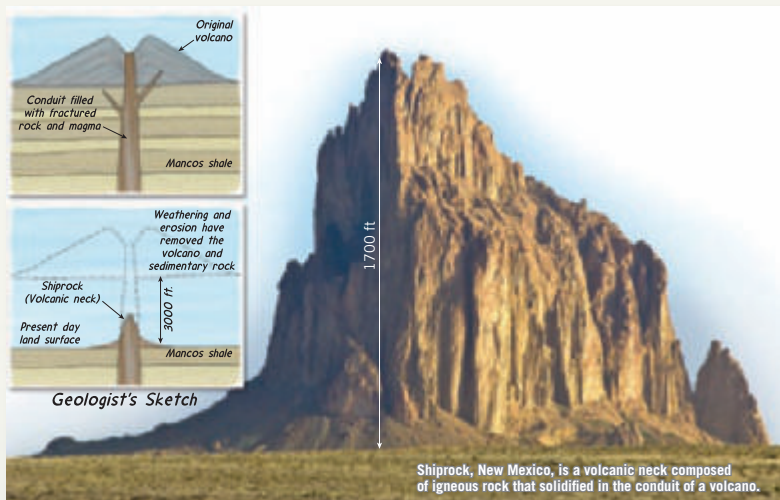 Original
volcano
Conduit filled
with fractured
rock and magma
Mancos shale
Weathering and
erosion have
removed the
volcano and
sedimentary rock
Shiprock
(Volcanic neck)
3000 ft.
Present day
land surface
Mancos shale
Geologist's Sketch
1700 ft
Shiprock, New Mexico, is a volcanic neck composed
of igneous rock that solidified in the conduit of a volcano.